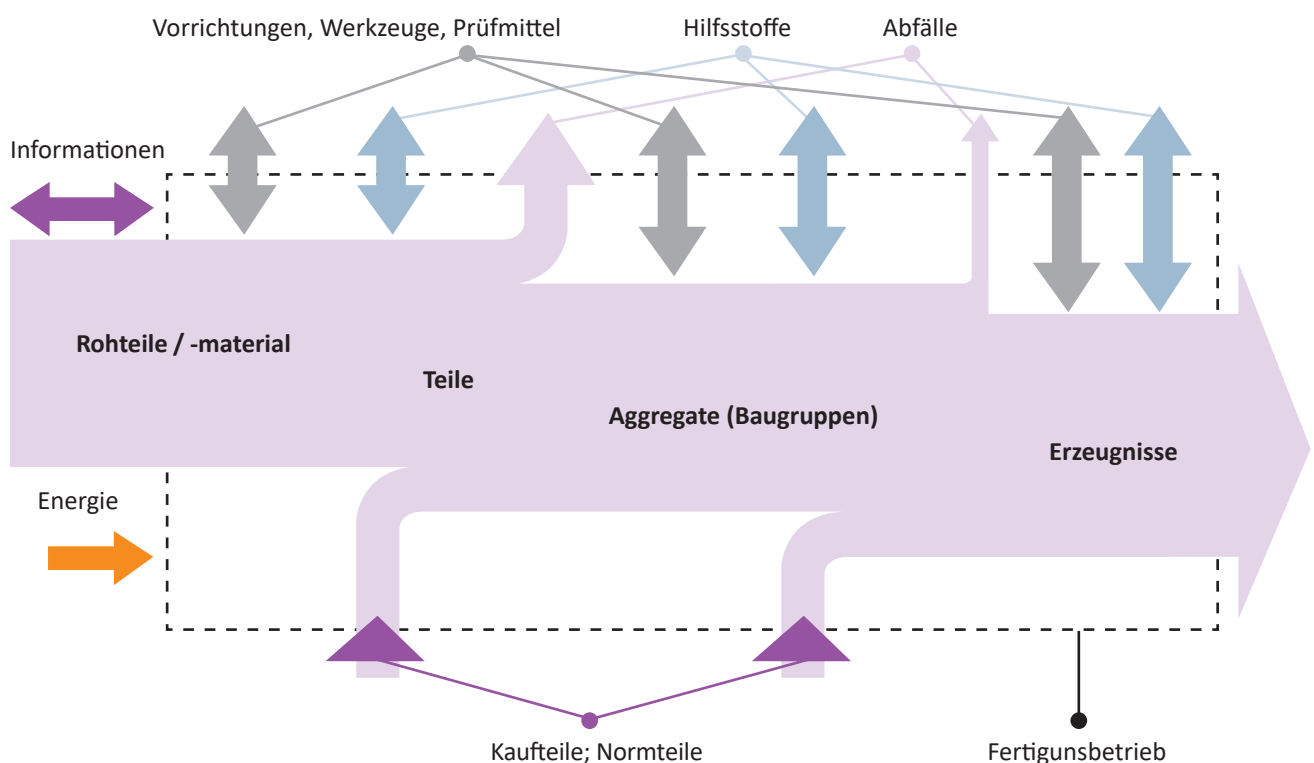 Vorrichtungen, Werkzeuge, Prüfmittel
Hilfsstoffe
Abfälle
Informationen
Rohteile / -material
Teile
Aggregate (Baugruppen)
Erzeugnisse
Energie
Kaufteile; Normteile
Fertigunsbetrieb